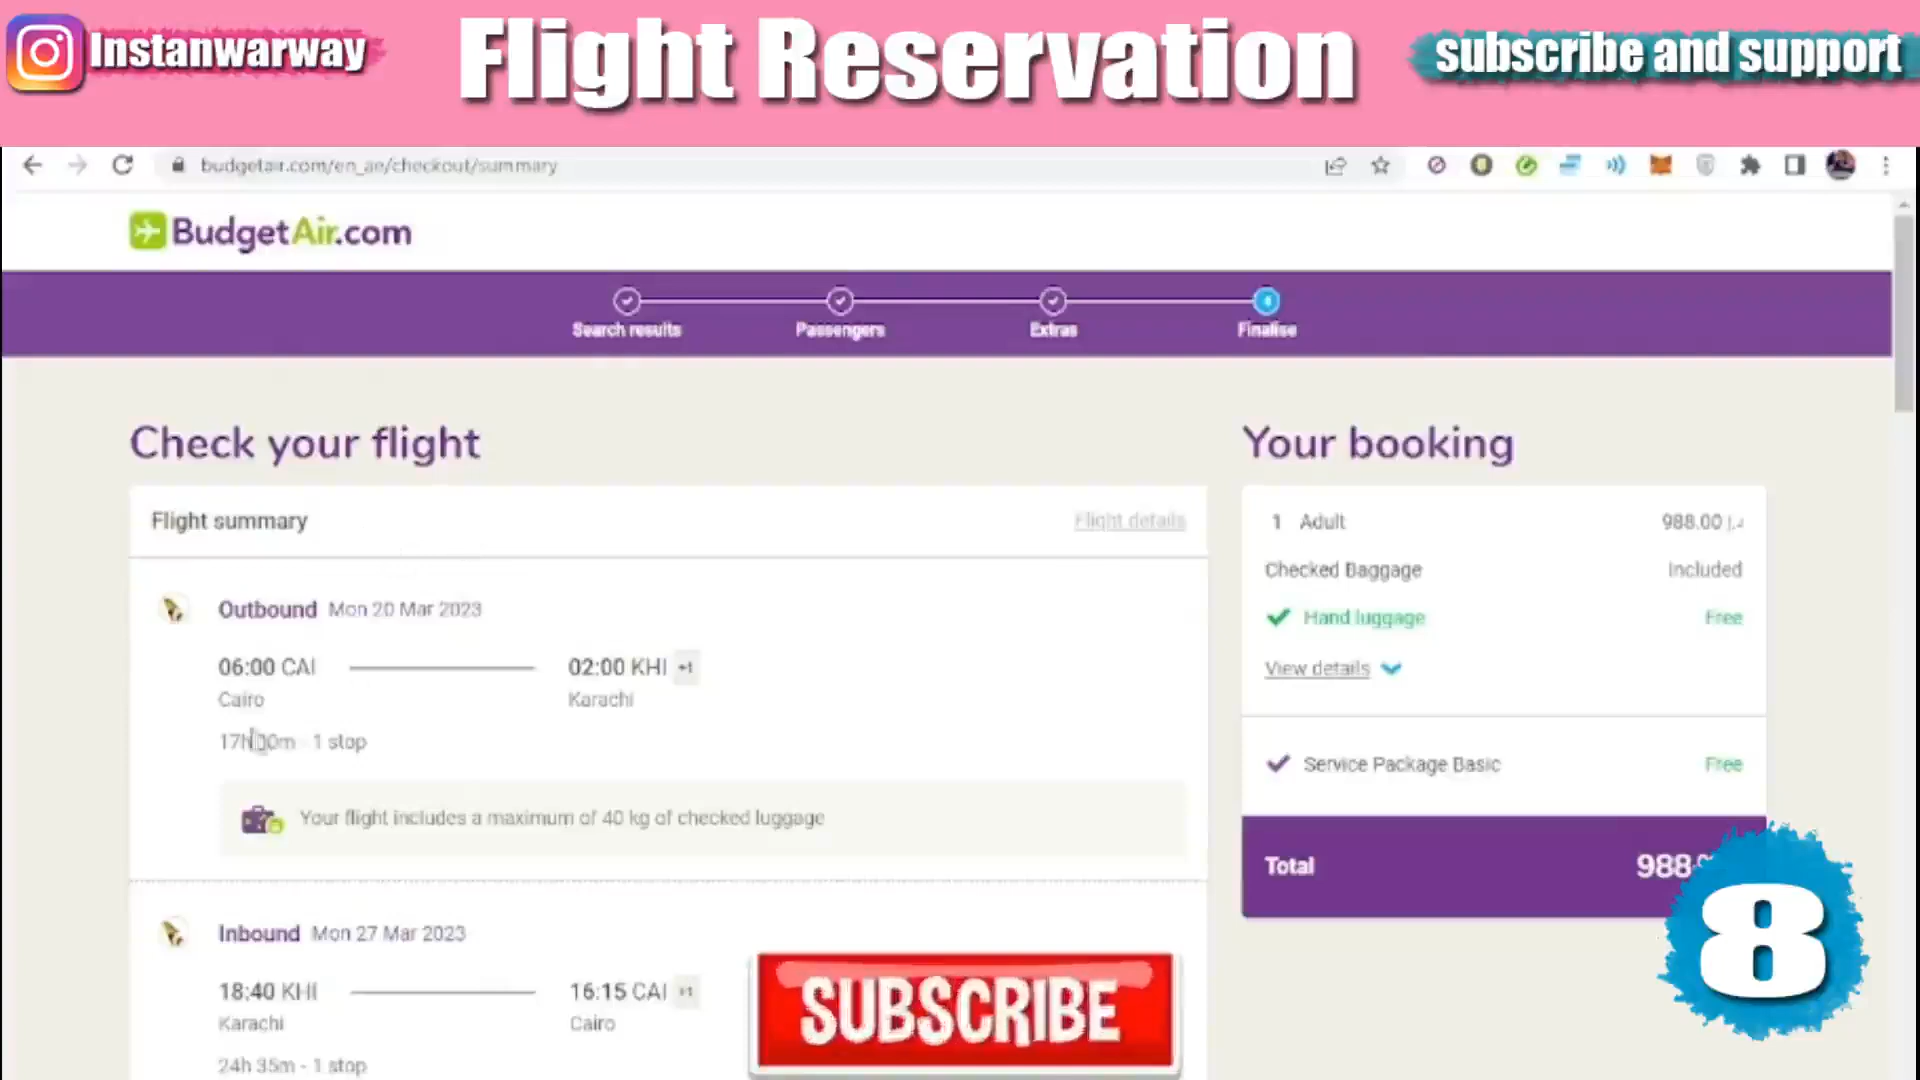 Instanwarway
Flight Reservation
subscribe and support
budgetair.com/en_ae/checkout/summary
BudgetAir.com
Search results
Passengers
Extras
4
Finalise
Check your flight
Flight summary
Flight details
Outbound Mon 20 Mar 2023
06:00 CAI
02:00 KHI +1
Cairo
Karachi
17h 00m - 1 stop
Your flight includes a maximum of 40 kg of checked luggage
Inbound Mon 27 Mar 2023
18:40 KHI
16:15 CAI +1
Karachi
Cairo
24h 35m - 1 stop
Your booking
1 Adult
988.00
Checked Baggage
Included
Hand luggage
Free
View details
Service Package Basic
Free
Total
988.
SUBSCRIBE
8